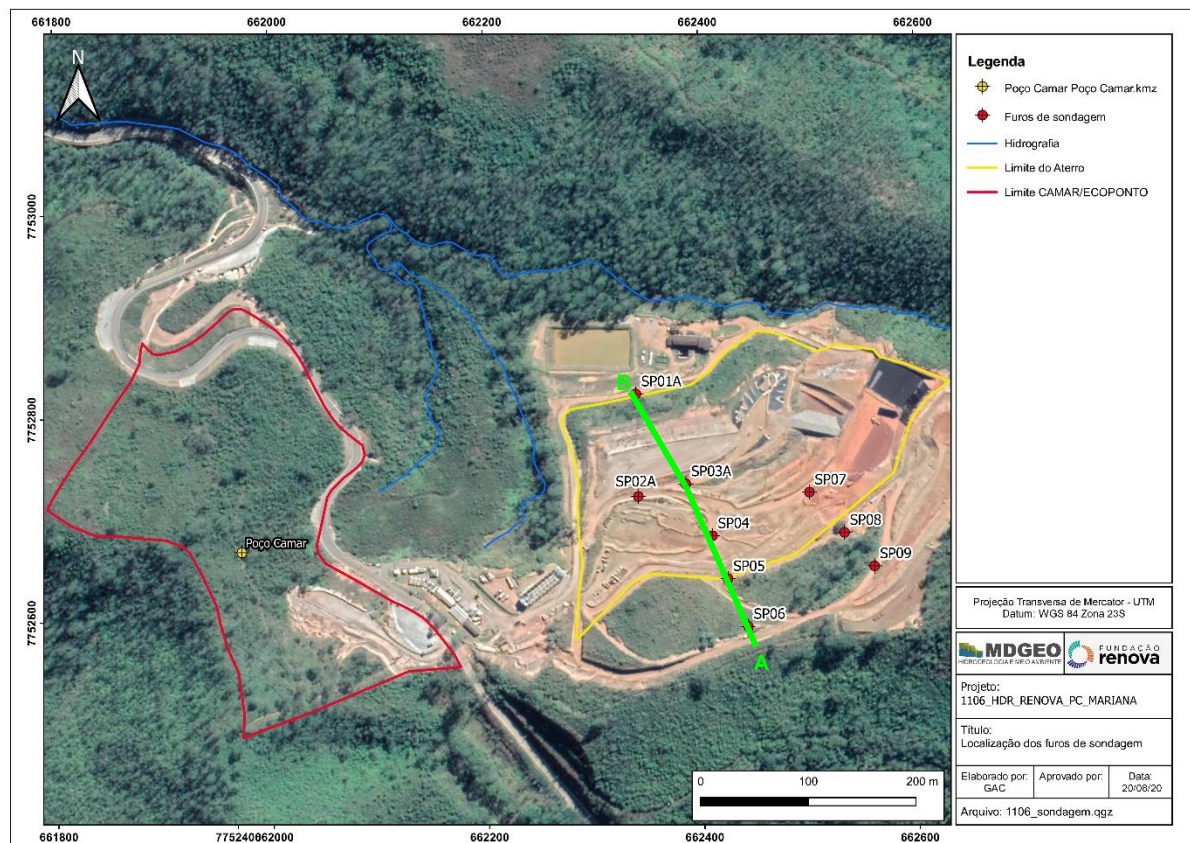 661800 662000 662200 662400 662600
N
7753000
7752800
7752600
B
SP01A
SP03A
SP02A
SP07
SP04
SP08
SP05
SP09
SP06
A
Poço Camar
0 100 200 m
661800 7752400 662000 662200 662400 662600
Legenda
Poço Camar Poço Camar.kmz
Furos de sondagem
Hidrografia
Limite do Aterro
Limite CAMAR/ECOPONTO
Projeção Transversa de Mercator - UTM
Datum: WGS 84 Zona 23S
MDGEO
HIDROGEOLOGIA E MEIO AMBIENTE
FUNDAÇÃO
renova
Projeto:
1106_HDR_RENOVA_PC_MARIANA
Título:
Localização dos furos de sondagem
Elaborado por:
GAC
Aprovado por:
Data:
20/08/20
Arquivo: 1106_sondagem.qgz